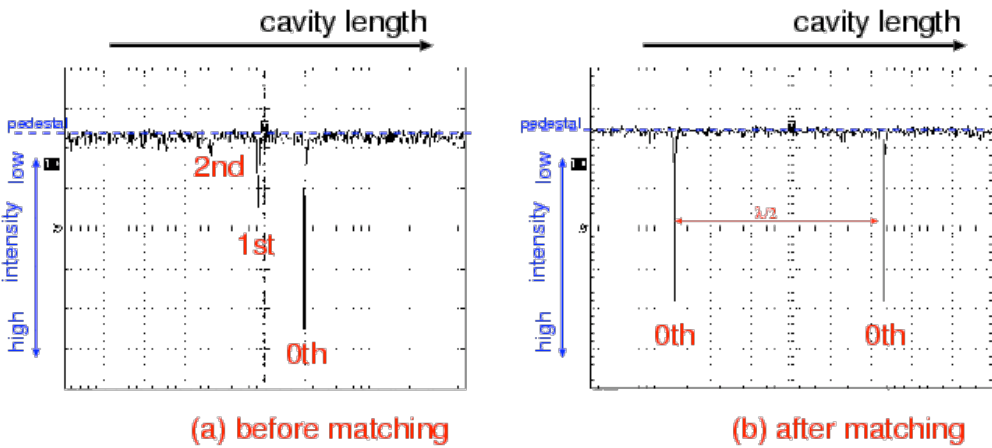 cavity length
pedestal
low
intensity
high
2nd
1st
0th
(a) before matching
cavity length
pedestal
low
intensity
high
λ/2
0th
0th
(b) after matching